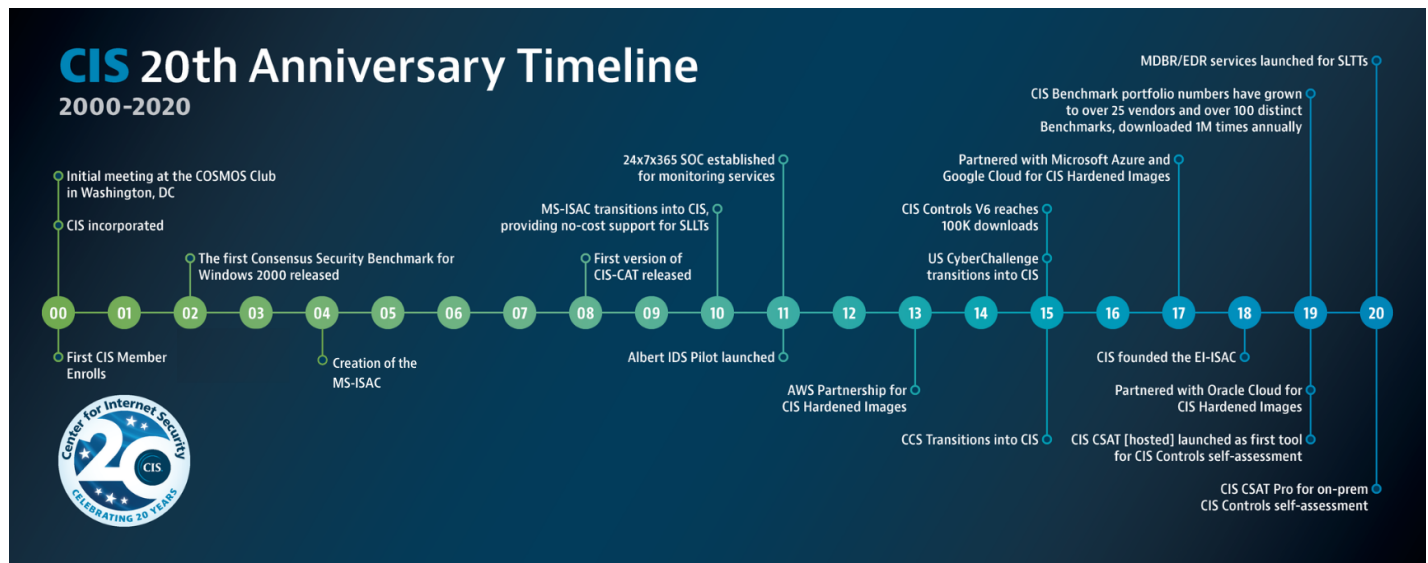 CIS 20th Anniversary Timeline
2000-2020
Initial meeting at the COSMOS Club
in Washington, DC
CIS incorporated
The first Consensus Security Benchmark for
Windows 2000 released
First version of
CIS-CAT released
MS-ISAC transitions into CIS,
providing no-cost support for SLLTs
24x7x365 SOC established
for monitoring services
CIS Controls V6 reaches
100K downloads
US CyberChallenge
transitions into CIS
Partnered with Microsoft Azure and
Google Cloud for CIS Hardened Images
CIS Benchmark portfolio numbers have grown
to over 25 vendors and over 100 distinct
Benchmarks, downloaded 1M times annually
MDBR/EDR services launched for SLTTs
00 01 02 03 04 05 06 07 08 09 10 11 12 13 14 15 16 17 18 19 20
First CIS Member
Enrolls
Creation of the
MS-ISAC
Albert IDS Pilot launched
AWS Partnership for
CIS Hardened Images
CCS Transitions into CIS
CIS founded the EI-ISAC
Partnered with Oracle Cloud for
CIS Hardened Images
CIS CSAT [hosted] launched as first tool
for CIS Controls self-assessment
CIS CSAT Pro for on-prem
CIS Controls self-assessment
Center for Internet Security
20
CIS
CELEBRATING 20 YEARS